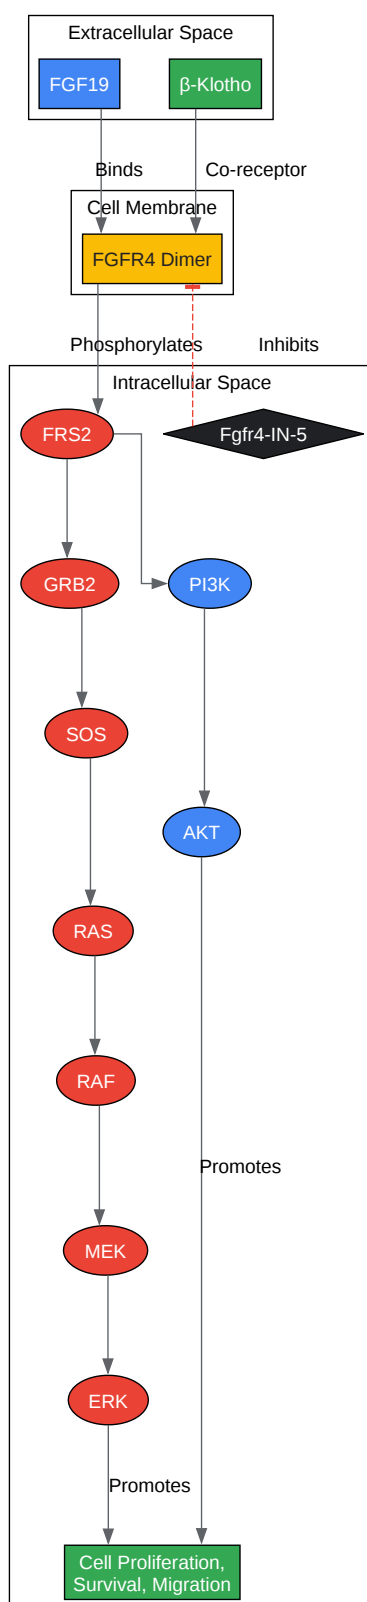 Extracellular Space
FGF19
β-Klotho
Binds
Co-receptor
Cell Membrane
FGFR4 Dimer
Phosphorylates
Inhibits
Intracellular Space
FRS2
Fgfr4-IN-5
GRB2
PI3K
SOS
AKT
RAS
RAF
Promotes
MEK
ERK
Promotes
Cell Proliferation,
Survival, Migration